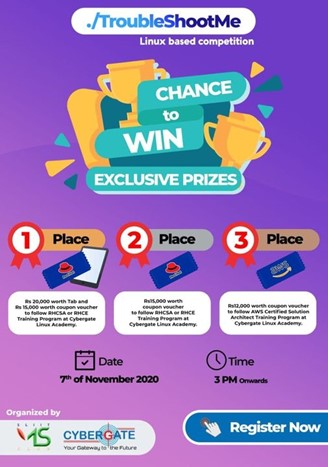 ./TroubleShootMe
Linux based competition
CHANCE
to
WIN
EXCLUSIVE PRIZES
1 Place
2 Place
3 Place
Rs 20,000 worth Tab and
Rs 15,000 worth coupon voucher
to follow RHCSA or RHCE
Training Program at Cybergate
Linux Academy.
Rs15,000 worth
coupon voucher
to follow RHCSA or RHCE
Training Program at
Cybergate Linux Academy.
Rs12,000 worth coupon voucher
to follow AWS Certified Solution
Architect Training Program at
Cybergate Linux Academy.
Date
7th of November 2020
Time
3 PM Onwards
Organized by
CYBERGATE
Your Gateway to the Future
Register Now